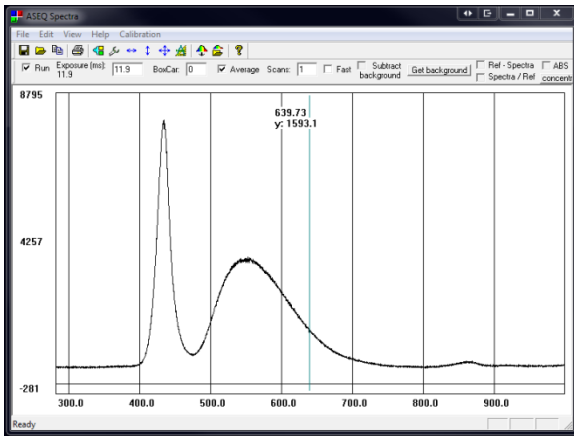 ASEQ Spectra
File Edit View Help Calibration
Run Exposure (ms): 11.9 BoxCar: 0 Average Scans: 1 Fast Subtract background Get background Ref - Spectra ABS
11.9 Spectra / Ref concentr
8795
639.73
y: 1593.1
4257
-281
300.0 400.0 500.0 600.0 700.0 800.0 900.0
Ready